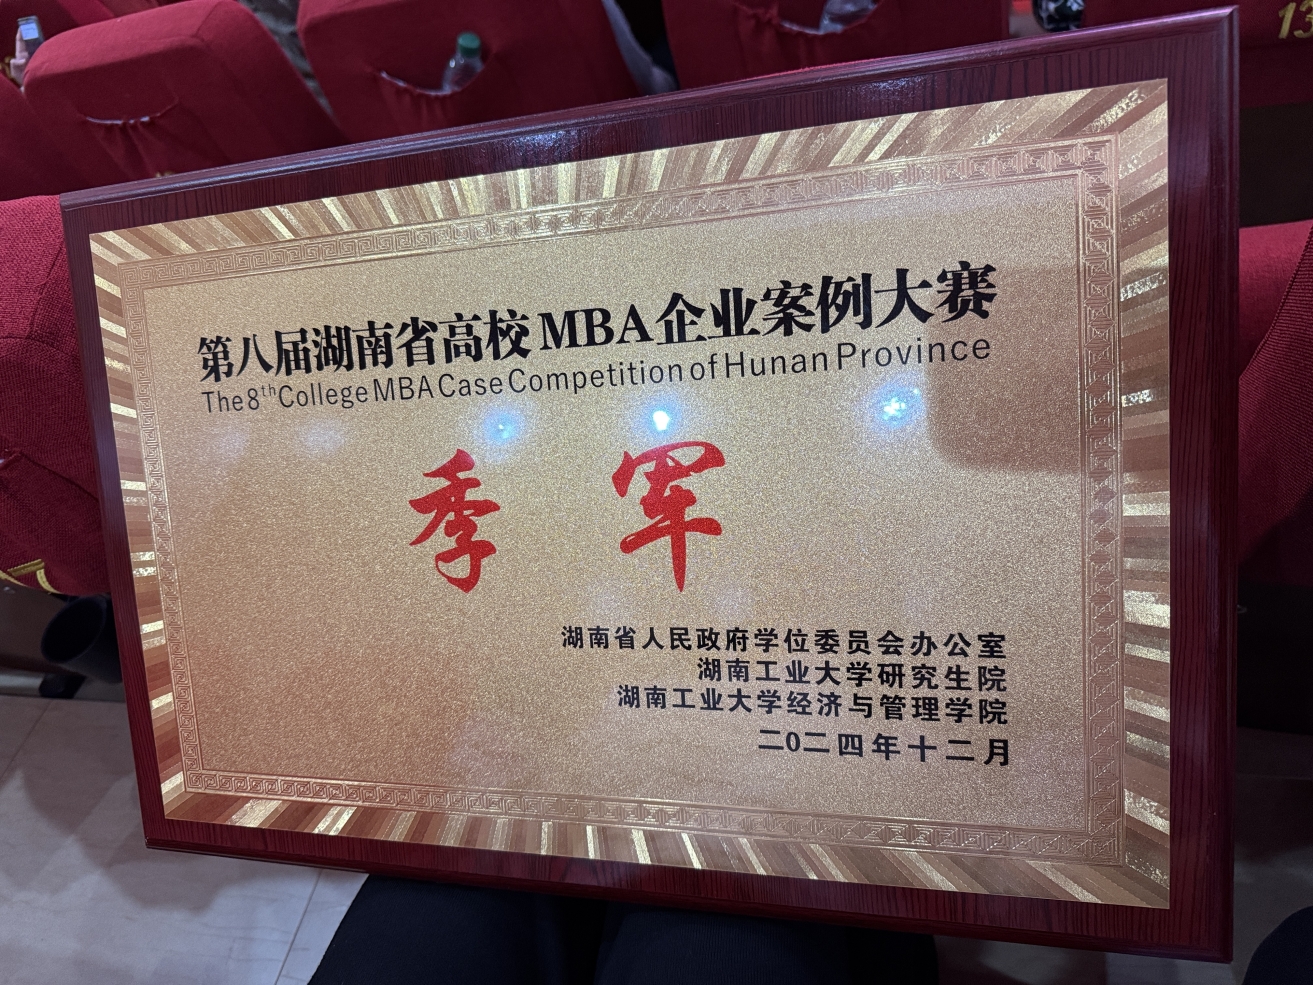 第八届湖南省高校MBA企业案例大赛
The 8th College MBA Case Competition of Hunan Province
季军
湖南省人民政府学位委员会办公室
湖南工业大学研究生院
湖南工业大学经济与管理学院
二0二四年十二月
13